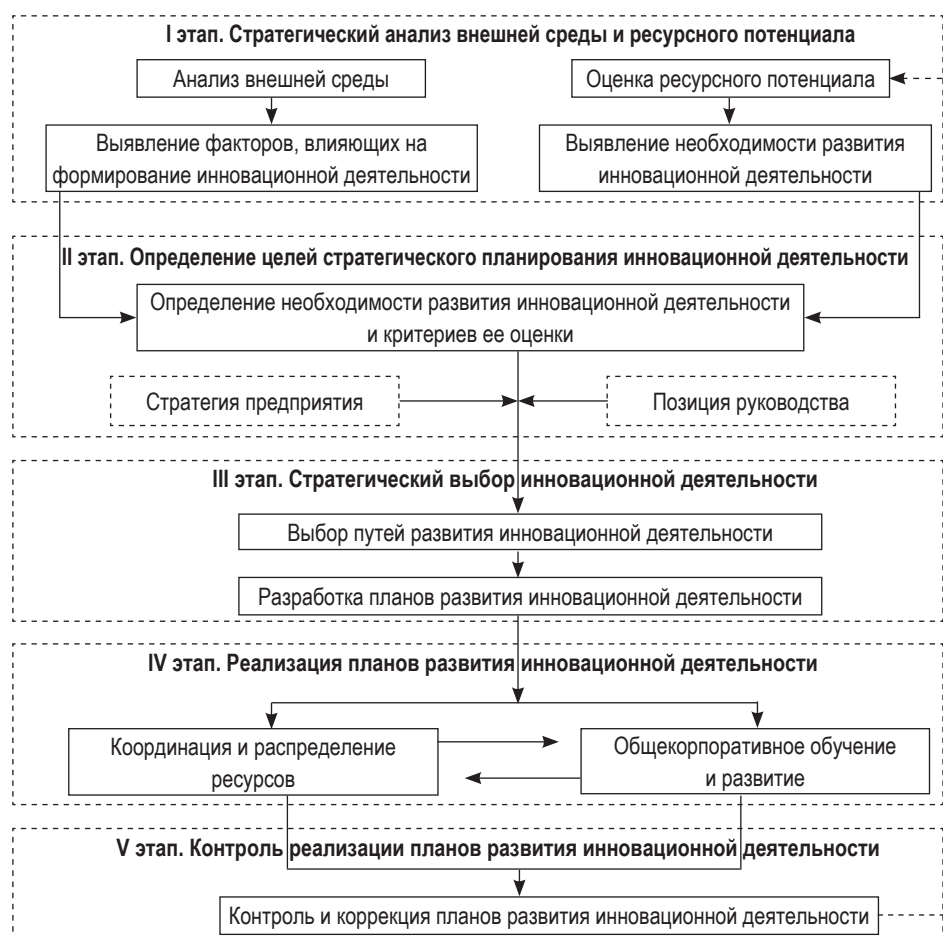 I этап. Стратегический анализ внешней среды и ресурсного потенциала
Анализ внешней среды
Оценка ресурсного потенциала
Выявление факторов, влияющих на
формирование инновационной деятельности
Выявление необходимости развития
инновационной деятельности
II этап. Определение целей стратегического планирования инновационной деятельности
Определение необходимости развития инновационной деятельности
и критериев ее оценки
Стратегия предприятия
Позиция руководства
III этап. Стратегический выбор инновационной деятельности
Выбор путей развития инновационной деятельности
Разработка планов развития инновационной деятельности
IV этап. Реализация планов развития инновационной деятельности
Координация и распределение
ресурсов
Общекорпоративное обучение
и развитие
V этап. Контроль реализации планов развития инновационной деятельности
Контроль и коррекция планов развития инновационной деятельности